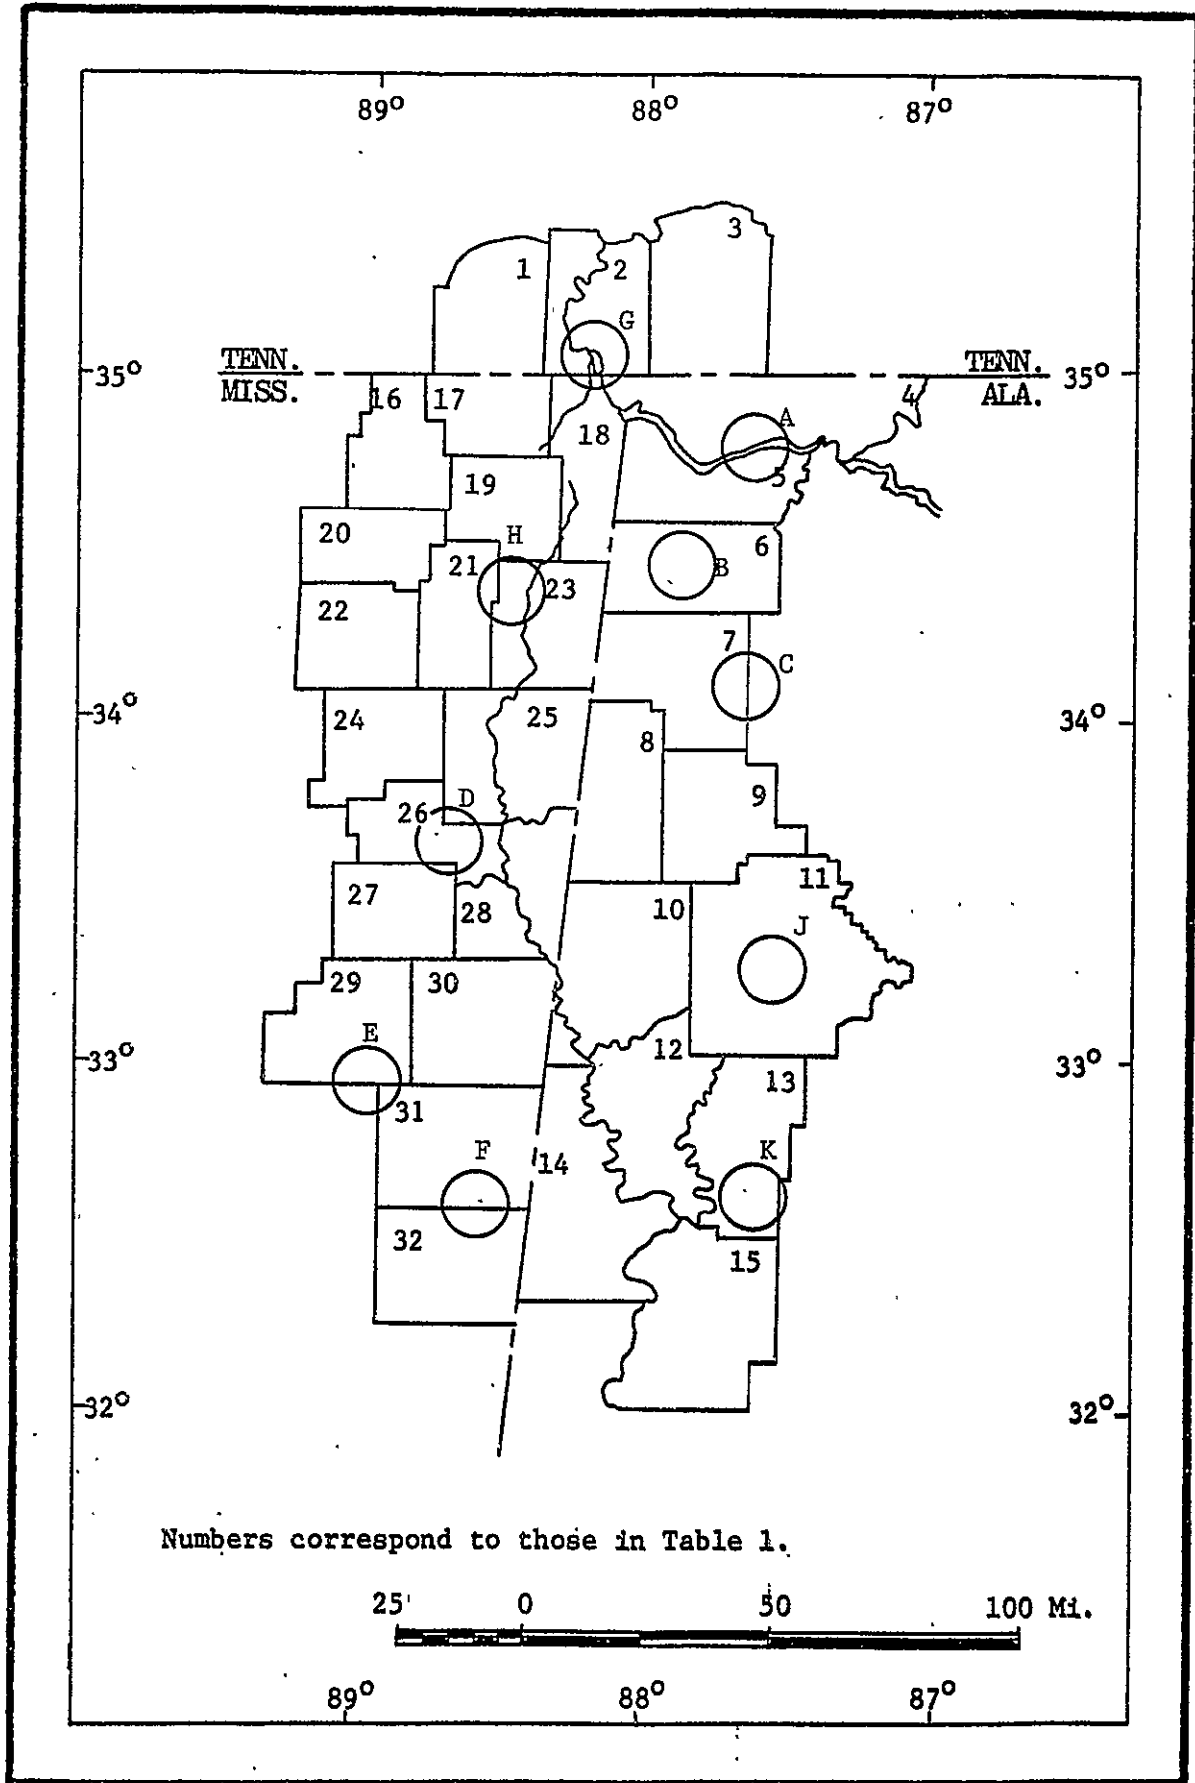 89° 88° 87°
3
1 2
G
TENN. TENN.
35° 35°
MISS. ALA.
16 17 4
A
18
5
19
20 H 6
21 B
23
22
7 C
34° 25 34°
24
8
9
26 D
11
27
28 10
J
29 30
E
33° 12 33°
13
31
F 14 K
32
15
32° 32°
Numbers correspond to those in Table 1.
25 0 50 100 Mi.
89° 88° 87°